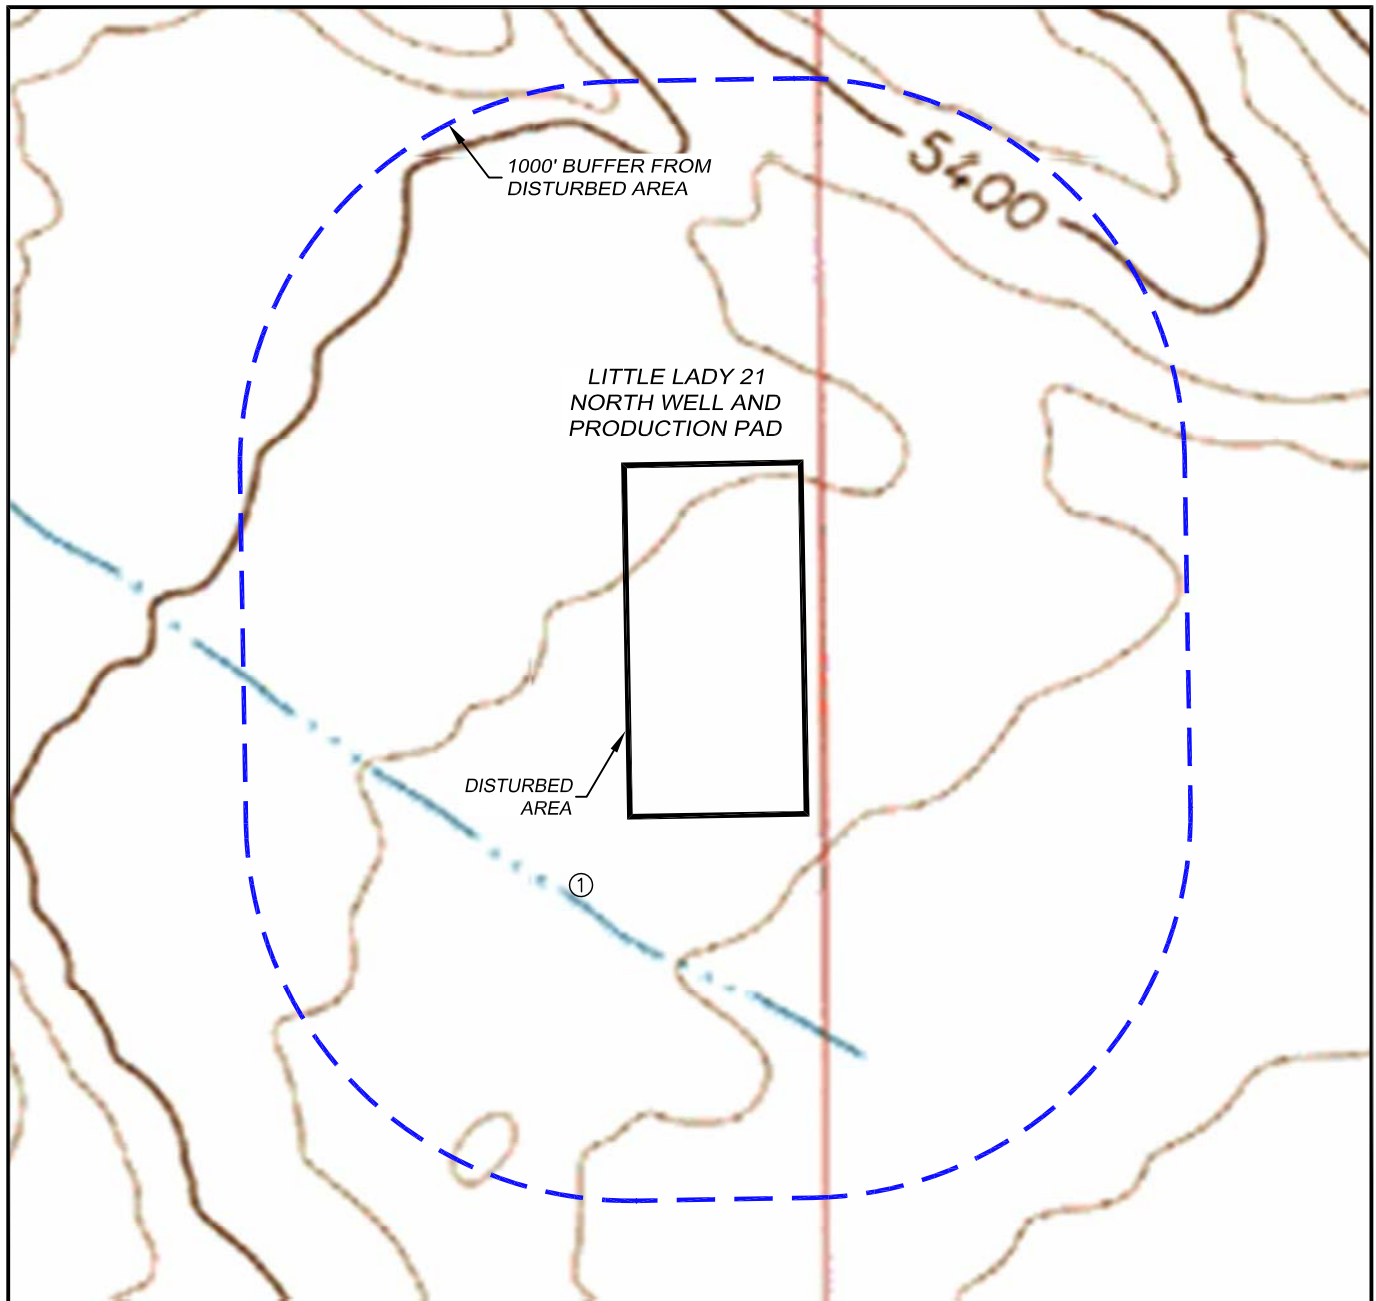 1000' BUFFER FROM
DISTURBED AREA
5400
LITTLE LADY 21
NORTH WELL AND
PRODUCTION PAD
DISTURBED
AREA
1